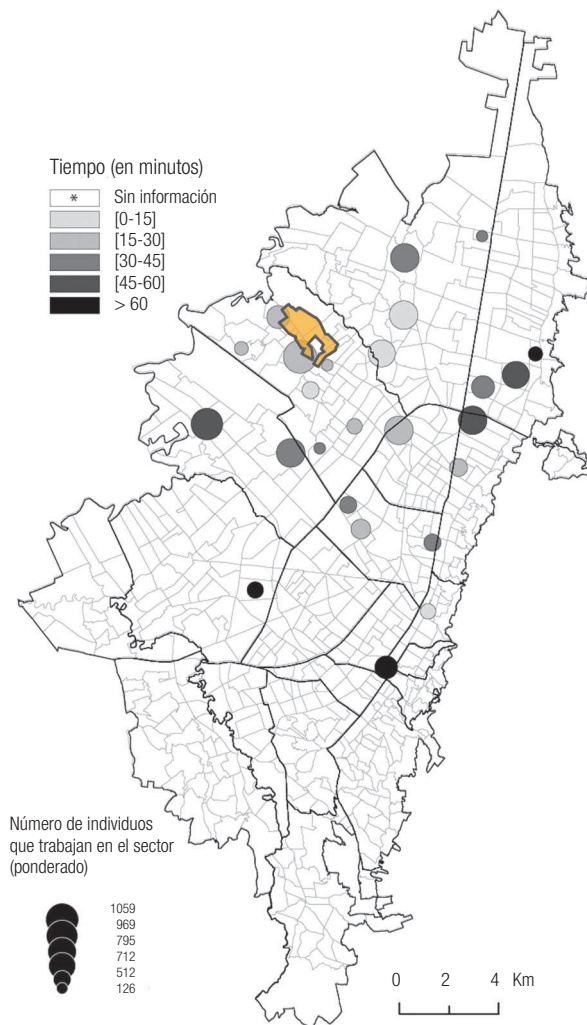 Tiempo (en minutos)
* Sin información
[0-15]
[15-30]
[30-45]
[45-60]
> 60
Número de individuos
que trabajan en el sector
(ponderado)
1059
969
795
712
512
126
0 2 4 Km